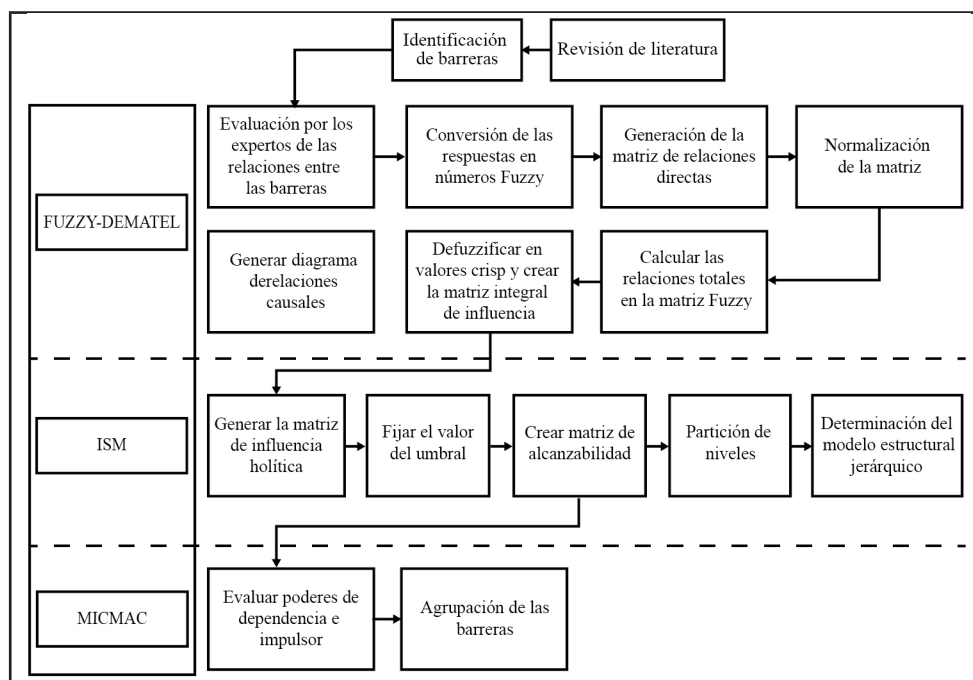 Identificación
de barreras
Revisión de literatura
FUZZY-DEMATEL
Evaluación por los
expertos de las
relaciones entre
las barreras
Conversión de las
respuestas en
números Fuzzy
Generación de la
matriz de relaciones
directas
Normalización
de la matriz
Generar diagrama
derelaciones
causales
Defuzzificar en
valores crisp y crear
la matriz integral
de influencia
Calcular las
relaciones totales
en la matriz Fuzzy
ISM
Generar la matriz
de influencia
holítica
Fijar el valor
del umbral
Crear matriz de
alcanzabilidad
Partición de
niveles
Determinación del
modelo estructural
jerárquico
MICMAC
Evaluar poderes de
dependencia e
impulsor
Agrupación de las
barreras